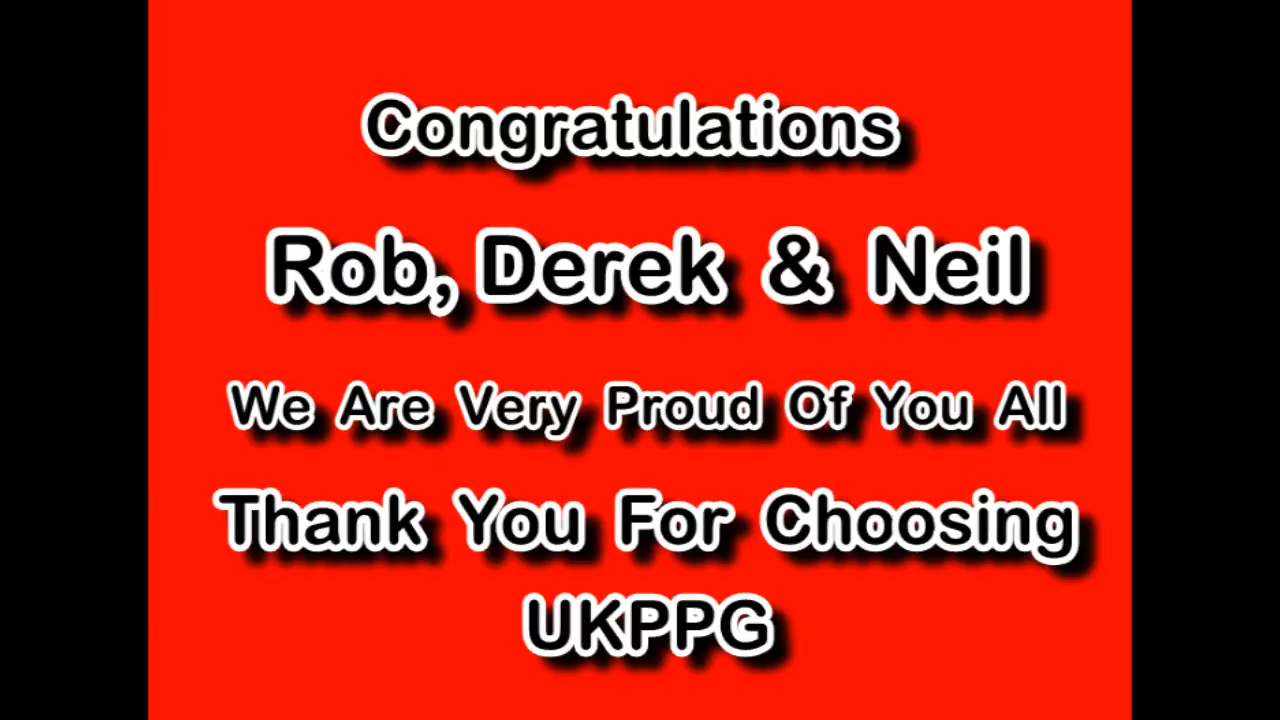 Congratulations
Rob, Derek & Neil
We Are Very Proud Of You All
Thank You For Choosing
UKPPG